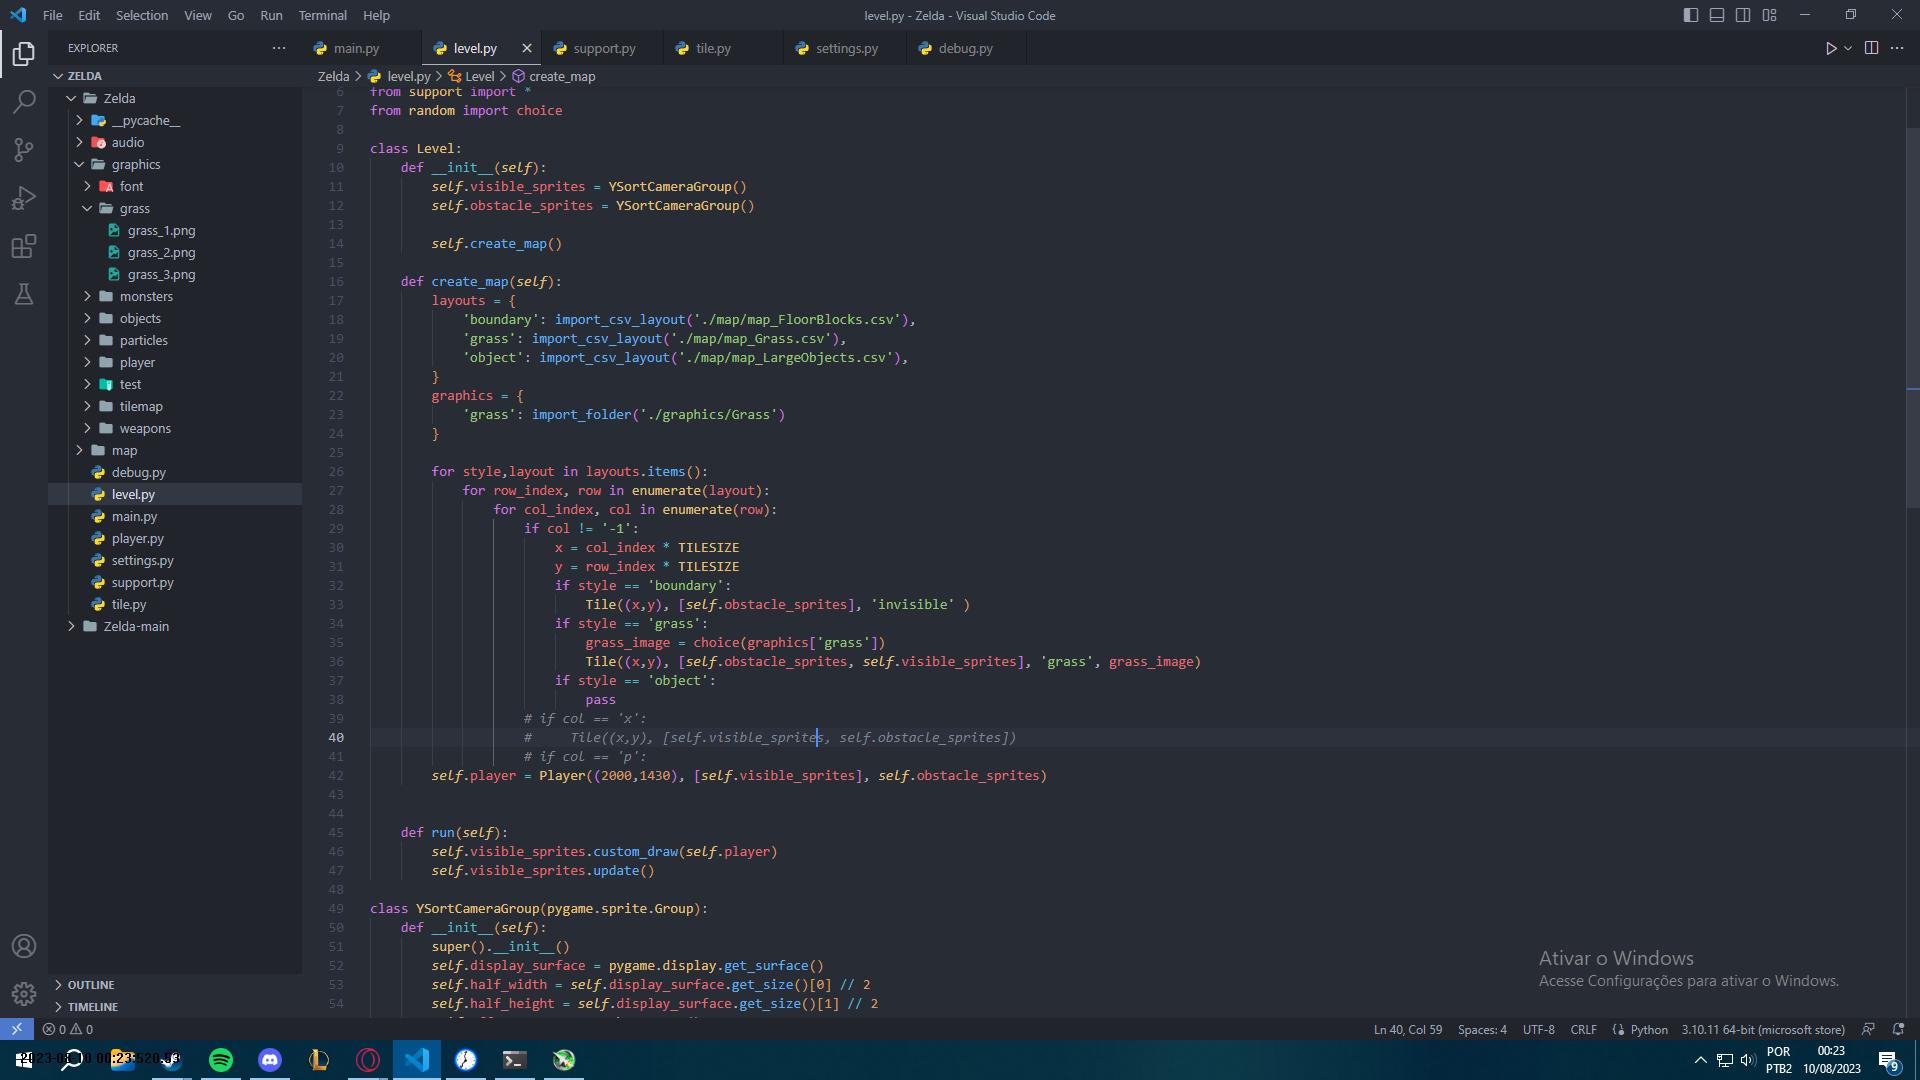 File Edit Selection View Go Run Terminal Help
level.py - Zelda - Visual Studio Code
EXPLORER
main.py level.py support.py tile.py settings.py debug.py
ZELDA
Zelda
__pycache__
audio
graphics
font
grass
grass_1.png
grass_2.png
grass_3.png
monsters
objects
particles
player
test
tilemap
weapons
map
debug.py
level.py
main.py
player.py
settings.py
support.py
tile.py
Zelda-main
OUTLINE
TIMELINE
Zelda > level.py > Level > create_map
6 from support import *
7 from random import choice
8
9 class Level:
10     def __init__(self):
11         self.visible_sprites = YSortCameraGroup()
12         self.obstacle_sprites = YSortCameraGroup()
13
14         self.create_map()
15
16     def create_map(self):
17         layouts = {
18             'boundary': import_csv_layout('./map/map_FloorBlocks.csv'),
19             'grass': import_csv_layout('./map/map_Grass.csv'),
20             'object': import_csv_layout('./map/map_LargeObjects.csv'),
21         }
22         graphics = {
23             'grass': import_folder('./graphics/Grass')
24         }
25
26         for style,layout in layouts.items():
27             for row_index, row in enumerate(layout):
28                 for col_index, col in enumerate(row):
29                     if col != '-1':
30                         x = col_index * TILESIZE
31                         y = row_index * TILESIZE
32                         if style == 'boundary':
33                             Tile((x,y), [self.obstacle_sprites], 'invisible' )
34                         if style == 'grass':
35                             grass_image = choice(graphics['grass'])
36                             Tile((x,y), [self.obstacle_sprites, self.visible_sprites], 'grass', grass_image)
37                         if style == 'object':
38                             pass
39                     # if col == 'x':
40                     #     Tile((x,y), [self.visible_sprites, self.obstacle_sprites])
41                     # if col == 'p':
42         self.player = Player((2000,1430), [self.visible_sprites], self.obstacle_sprites)
43
44
45     def run(self):
46         self.visible_sprites.custom_draw(self.player)
47         self.visible_sprites.update()
48
49 class YSortCameraGroup(pygame.sprite.Group):
50     def __init__(self):
51         super().__init__()
52         self.display_surface = pygame.display.get_surface()
53         self.half_width = self.display_surface.get_size()[0] // 2
54         self.half_height = self.display_surface.get_size()[1] // 2
Ativar o Windows
Acesse Configurações para ativar o Windows.
0 0
Ln 40, Col 59 Spaces: 4 UTF-8 CRLF Python 3.10.11 64-bit (microsoft store)
POR
PTB2
00:23
10/08/2023
9